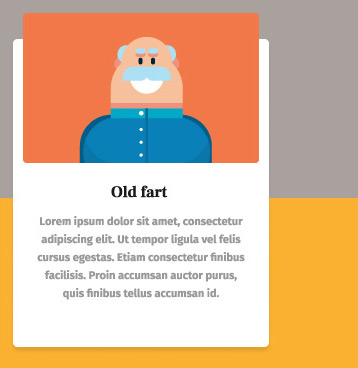 Old fart
Lorem ipsum dolor sit amet, consectetur
adipiscing elit. Ut tempor ligula vel felis
cursus egestas. Etiam consectetur finibus
facilisis. Proin accumsan auctor purus,
quis finibus tellus accumsan id.